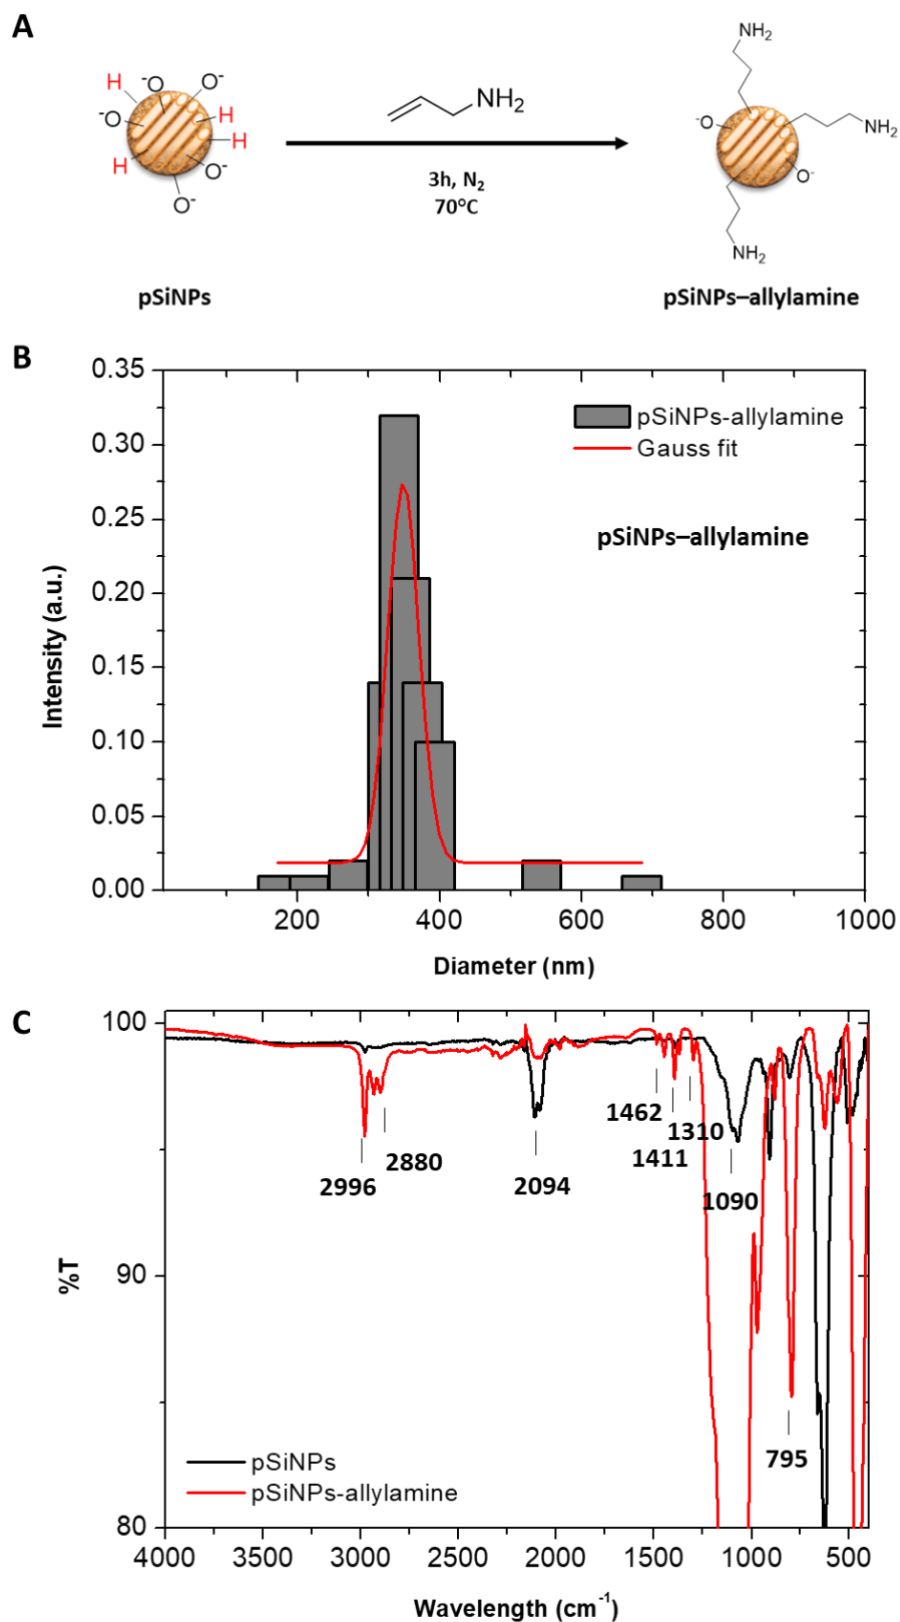 A
NH2
H
-O
O-
-O
H
H
H
O-
O-
NH2
3h, N2
70°C
-O
NH2
O-
NH2
pSiNPs
pSiNPs–allylamine
B
0.35
0.30
0.25
0.20
0.15
0.10
0.05
0.00
Intensity (a.u.)
pSiNPs-allylamine
Gauss fit
pSiNPs–allylamine
200
400
600
800
1000
Diameter (nm)
C
100
90
80
%T
2996
2880
2094
1462
1411
1310
1090
795
pSiNPs
pSiNPs-allylamine
4000
3500
3000
2500
2000
1500
1000
500
Wavelength (cm-1)